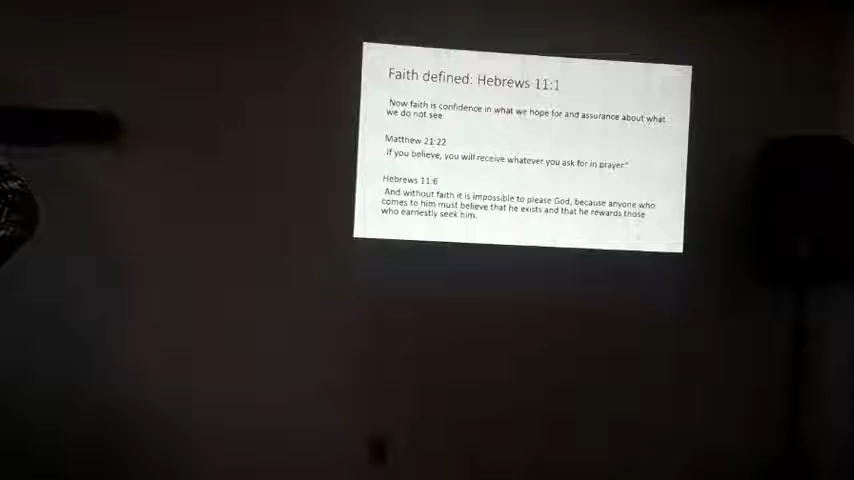 Faith defined: Hebrews 11:1
Now faith is confidence in what we hope for and assurance about what
we do not see
Matthew 21:22
If you believe, you will receive whatever you ask for in prayer."
Hebrews 11:6
And without faith it is impossible to please God, because anyone who
comes to him must believe that he exists and that he rewards those
who earnestly seek him.